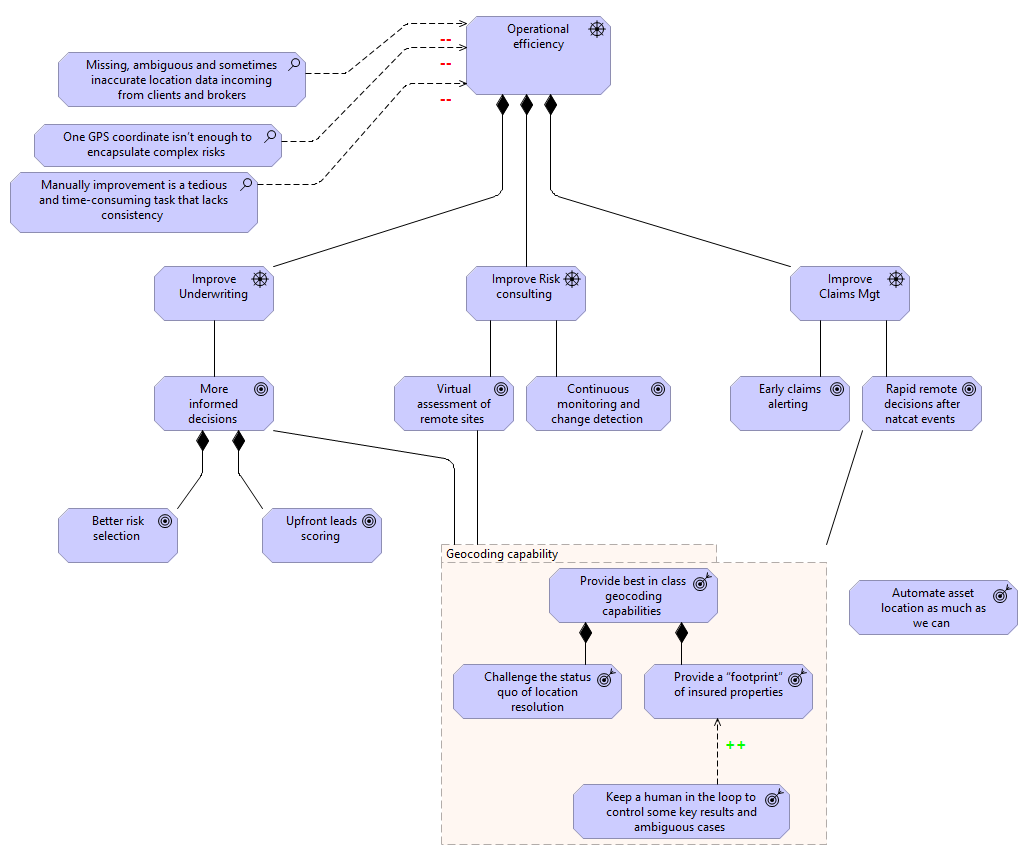 Operational
efficiency
--
--
--
Missing, ambiguous and sometimes
inaccurate location data incoming
from clients and brokers
One GPS coordinate isn't enough to
encapsulate complex risks
Manually improvement is a tedious
and time-consuming task that lacks
consistency
Improve
Underwriting
Improve Risk
consulting
Improve
Claims Mgt
More
informed
decisions
Virtual
assessment of
remote sites
Continuous
monitoring and
change detection
Early claims
alerting
Rapid remote
decisions after
natcat events
Better risk
selection
Upfront leads
scoring
Geocoding capability
Provide best in class
geocoding
capabilities
Automate asset
location as much as
we can
Challenge the status
quo of location
resolution
Provide a “footprint”
of insured properties
++
Keep a human in the loop to
control some key results and
ambiguous cases